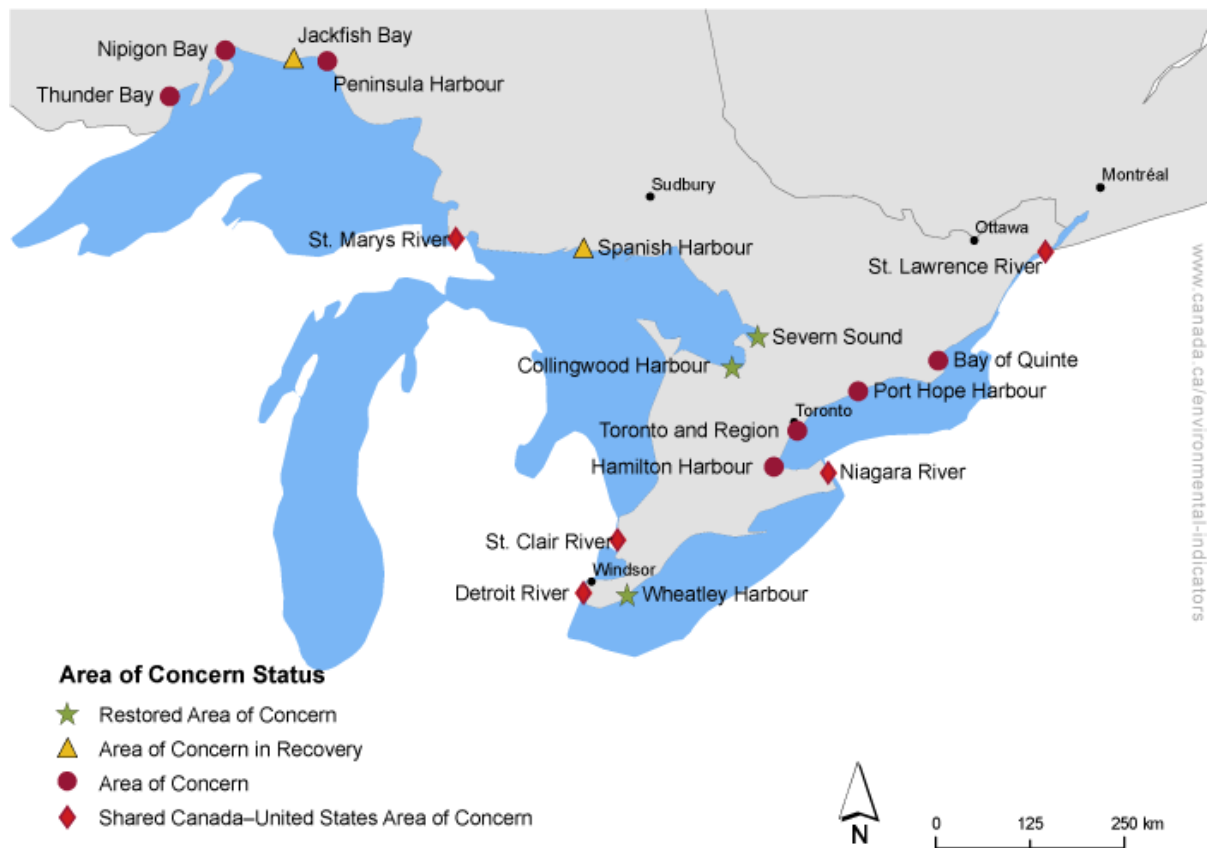 Jackfish Bay
Nipigon Bay
Peninsula Harbour
Thunder Bay
Sudbury
Montréal
Ottawa
St. Marys River
Spanish Harbour
St. Lawrence River
Severn Sound
Collingwood Harbour
Bay of Quinte
Port Hope Harbour
Toronto
Toronto and Region
Hamilton Harbour
Niagara River
St. Clair River
Windsor
Detroit River
Wheatley Harbour
www.canada.ca/environmental-indicators
Area of Concern Status
Restored Area of Concern
Area of Concern in Recovery
Area of Concern
Shared Canada–United States Area of Concern
N
0 125 250 km